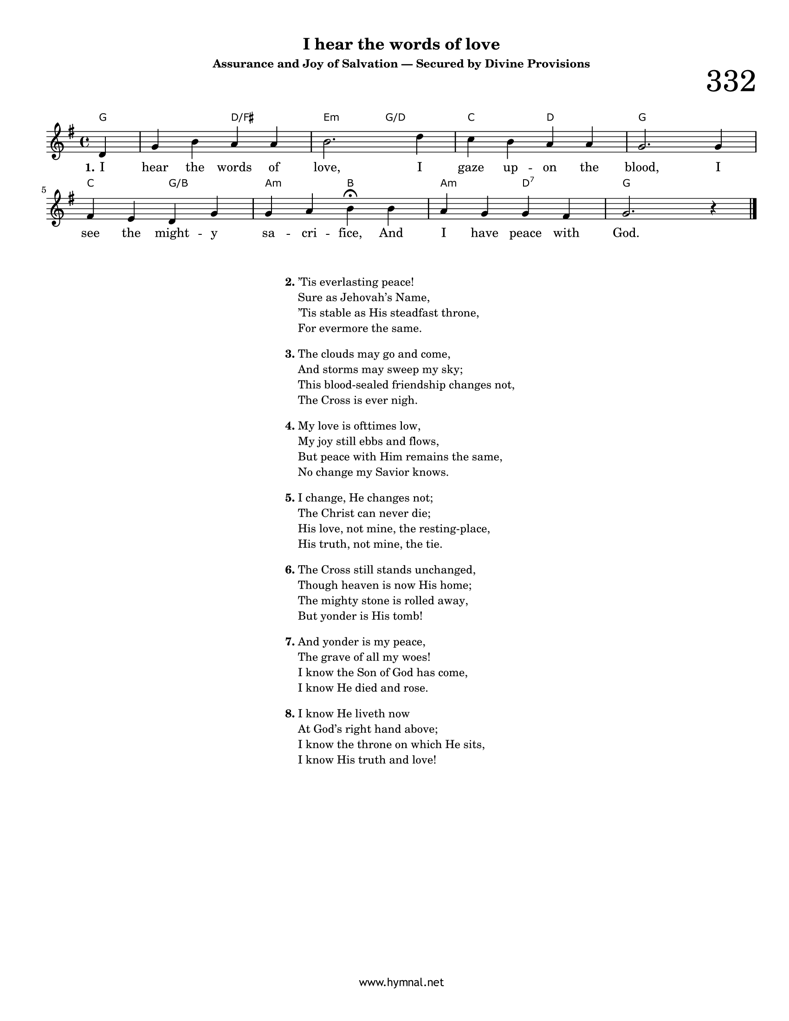 I hear the words of love
Assurance and Joy of Salvation — Secured by Divine Provisions
332
G D/F♯ Em G/D C D G
1. I hear the words of love, I gaze up - on the blood, I
5
C G/B Am B Am D7 G
see the might - y sa - cri - fice, And I have peace with God.
2. ’Tis everlasting peace!
Sure as Jehovah’s Name,
’Tis stable as His steadfast throne,
For evermore the same.
3. The clouds may go and come,
And storms may sweep my sky;
This blood-sealed friendship changes not,
The Cross is ever nigh.
4. My love is ofttimes low,
My joy still ebbs and flows,
But peace with Him remains the same,
No change my Savior knows.
5. I change, He changes not;
The Christ can never die;
His love, not mine, the resting-place,
His truth, not mine, the tie.
6. The Cross still stands unchanged,
Though heaven is now His home;
The mighty stone is rolled away,
But yonder is His tomb!
7. And yonder is my peace,
The grave of all my woes!
I know the Son of God has come,
I know He died and rose.
8. I know He liveth now
At God’s right hand above;
I know the throne on which He sits,
I know His truth and love!
www.hymnal.net